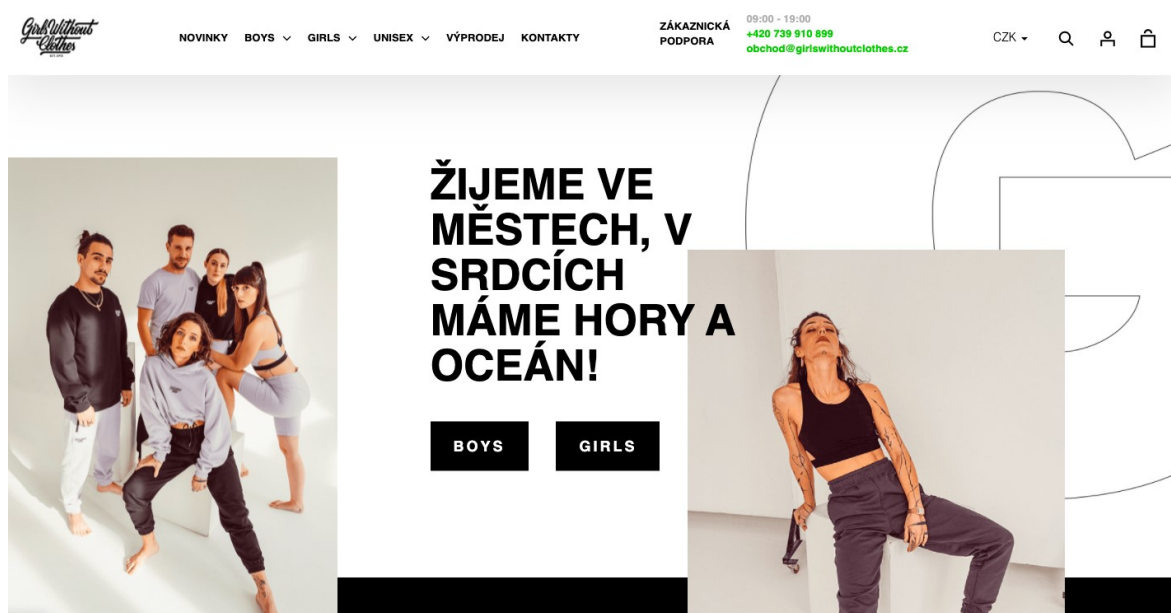 Girls Without
Clothes
NOVINKY BOYS GIRLS UNISEX VÝPRODEJ KONTAKTY
ZÁKAZNICKÁ
PODPORA
09:00 - 19:00
+420 739 910 899
obchod@girlswithoutclothes.cz
CZK
ŽIJEME VE
MĚSTECH, V
SRDCÍCH
MÁME HORY A
OCEÁN!
BOYS GIRLS